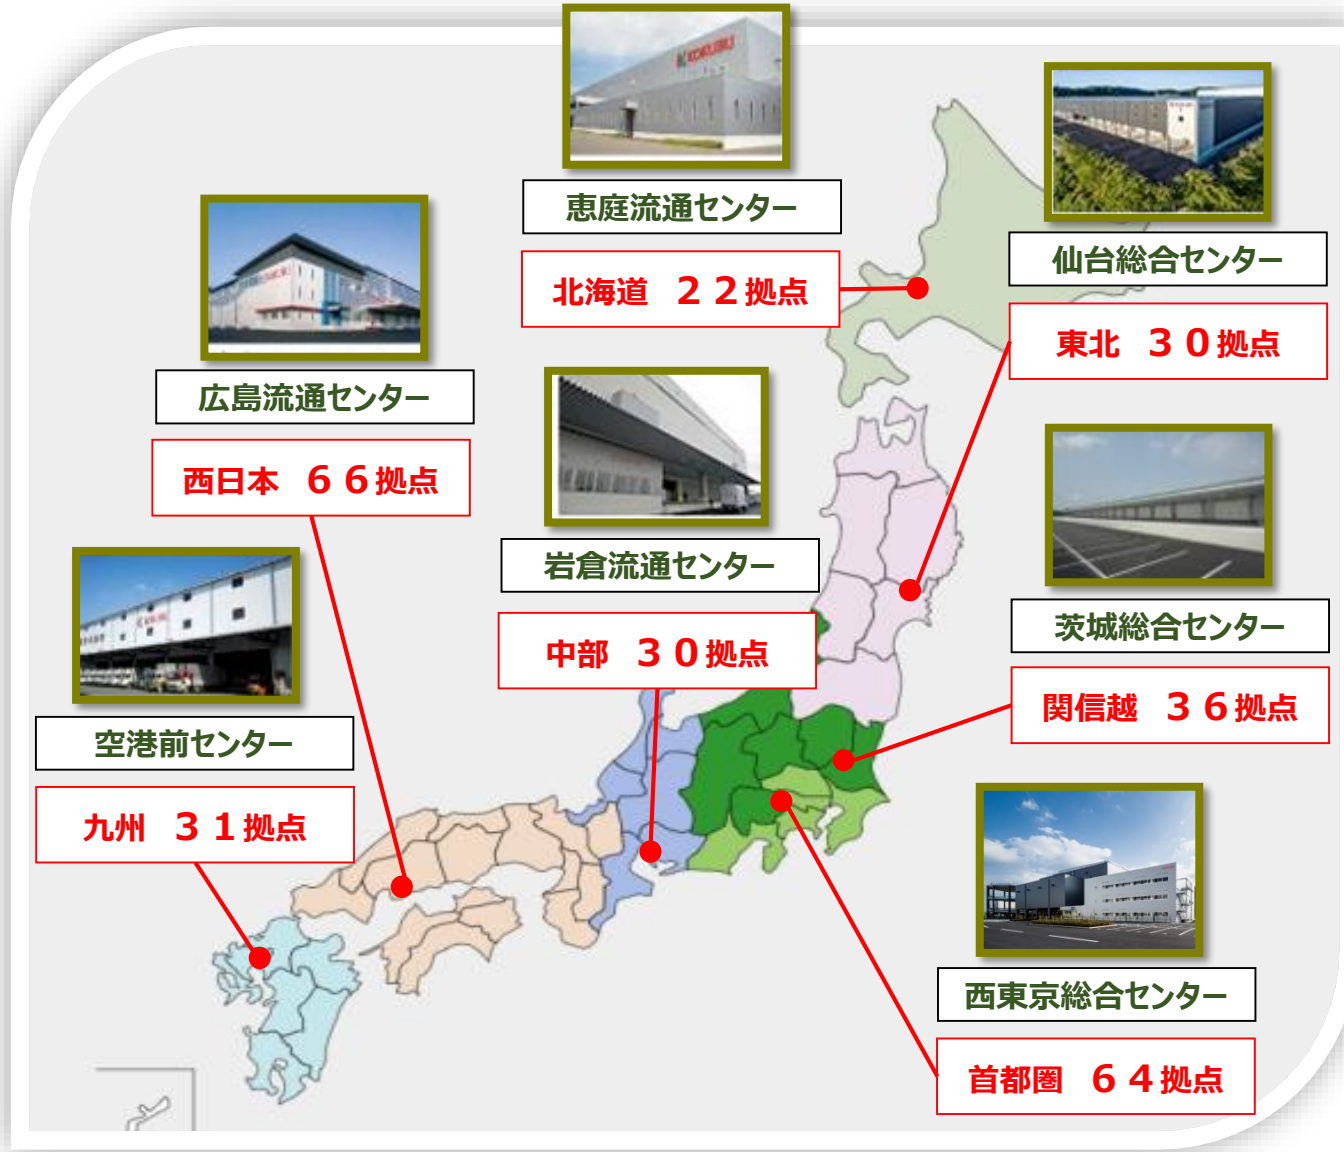 恵庭流通センター
北海道 22拠点
仙台総合センター
東北 30拠点
広島流通センター
西日本 66拠点
岩倉流通センター
中部 30拠点
茨城総合センター
関信越 36拠点
空港前センター
九州 31拠点
西東京総合センター
首都圏 64拠点